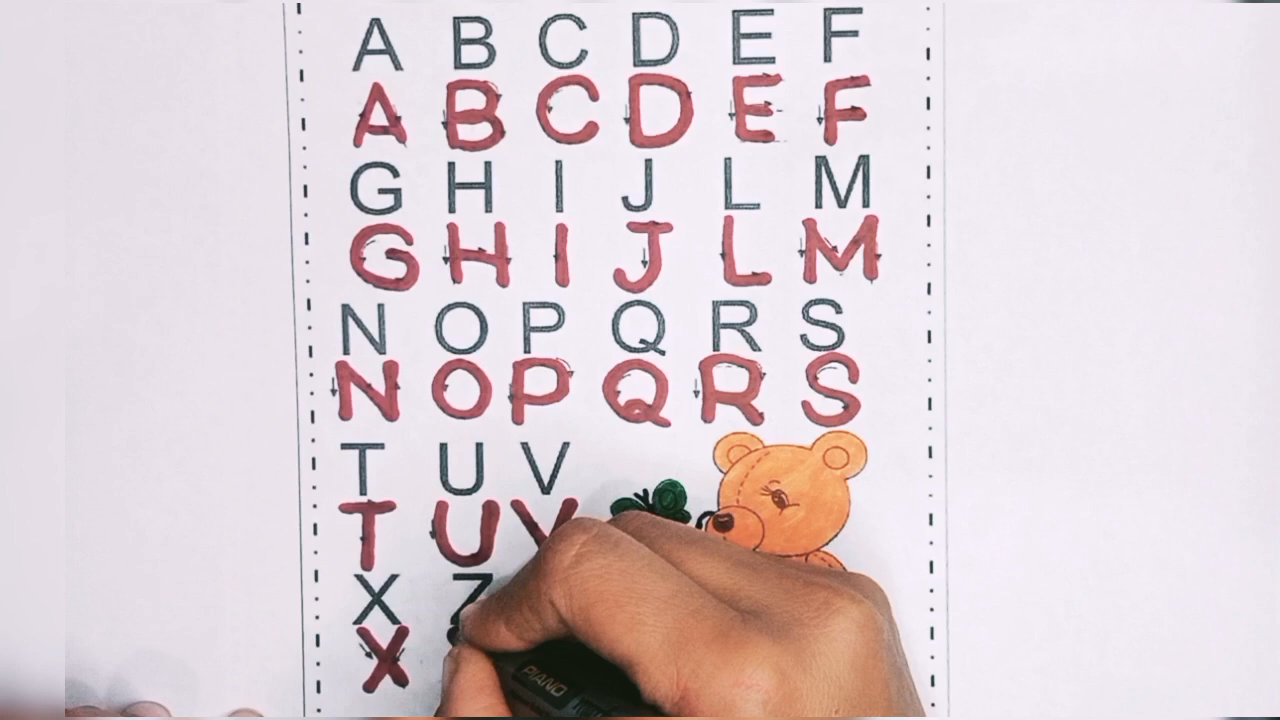 A B C D E F
A B C D E F
G H I J L M
G H I J L M
N O P Q R S
N O P Q R S
T U V
T U V
X Z
X
PIANO